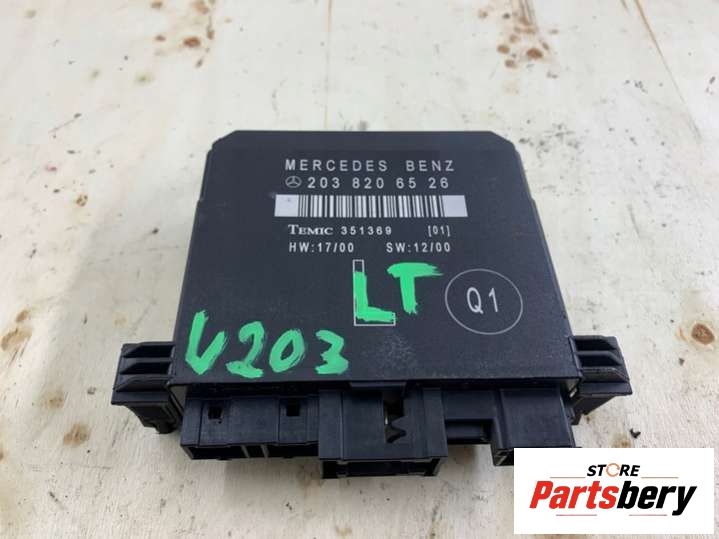 MERCEDES BENZ
203 820 65 26
TEMIC 351369 [01]
HW:17/00 SW:12/00
LT
Q1
V203
STORE
Partsbery